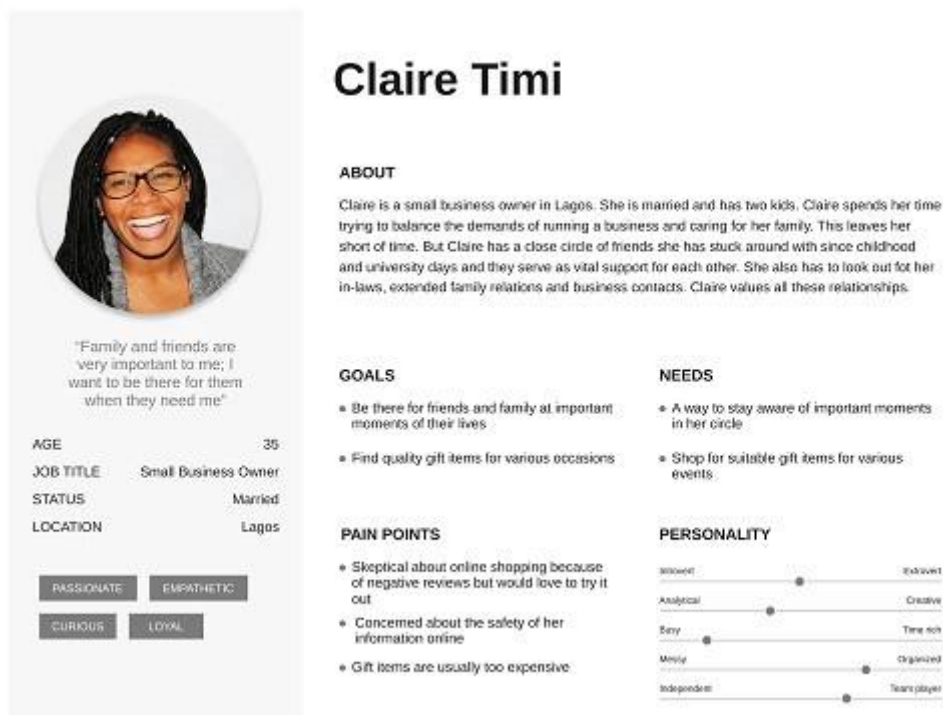 Claire Timi
ABOUT
Claire is a small business owner in Lagos. She is married and has two kids. Claire spends her time
trying to balance the demands of running a business and caring for her family. This leaves her
short of time. But Claire has a close circle of friends she has stuck around with since childhood
and university days and they serve as vital support for each other. She also has to look out fot her
in-laws, extended family relations and business contacts. Claire values all these relationships.
"Family and friends are
very important to me; I
want to be there for them
when they need me"
AGE 35
JOB TITLE Small Business Owner
STATUS Married
LOCATION Lagos
PASSIONATE EMPATHETIC
CURIOUS LOYAL
GOALS
Be there for friends and family at important
moments of their lives
Find quality gift items for various occasions
NEEDS
A way to stay aware of important moments
in her circle
Shop for suitable gift items for various
events
PAIN POINTS
Skeptical about online shopping because
of negative reviews but would love to try it
out
Concerned about the safety of her
information online
Gift items are usually too expensive
PERSONALITY
Introvert Extrovert
Analytical Creative
Busy Time rich
Messy Organized
Independent Team player